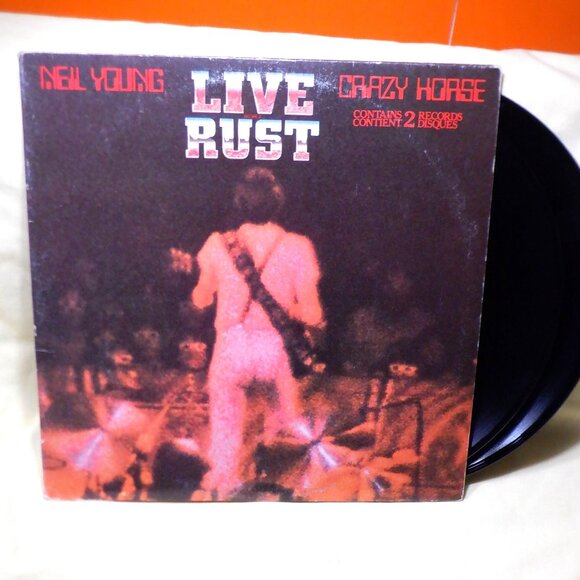 NEIL YOUNG
LIVE
RUST
CRAZY HORSE
CONTAINS 2 RECORDS
CONTIENT DISQUES